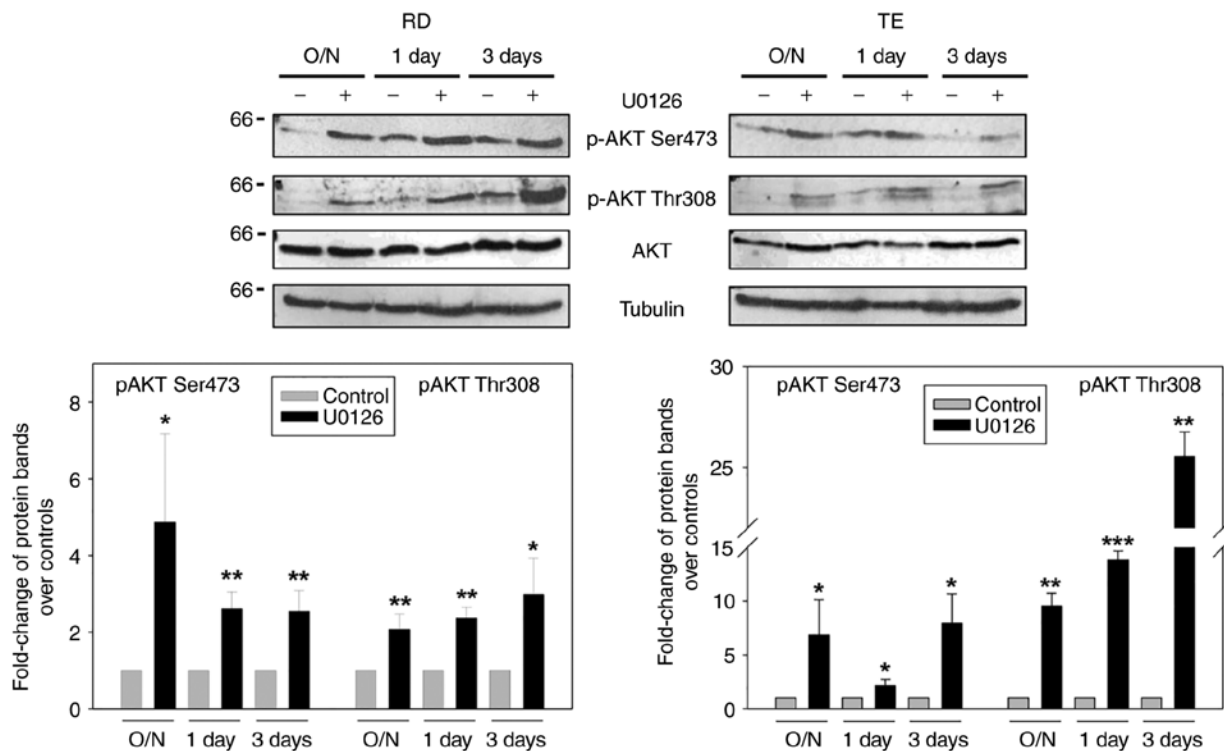 RD
TE
O/N 1 day 3 days
O/N 1 day 3 days
− + − + − +
U0126
− + − + − +
66
p-AKT Ser473
66
p-AKT Thr308
66
AKT
66
Tubulin
pAKT Ser473
pAKT Thr308
Control
U0126
Fold-change of protein bands
over controls
8
6
4
2
0
*
**
**
**
**
*
O/N 1 day 3 days O/N 1 day 3 days
pAKT Ser473
pAKT Thr308
Control
U0126
Fold-change of protein bands
over controls
30
25
15
10
5
0
*
*
*
**
***
**
O/N 1 day 3 days O/N 1 day 3 days